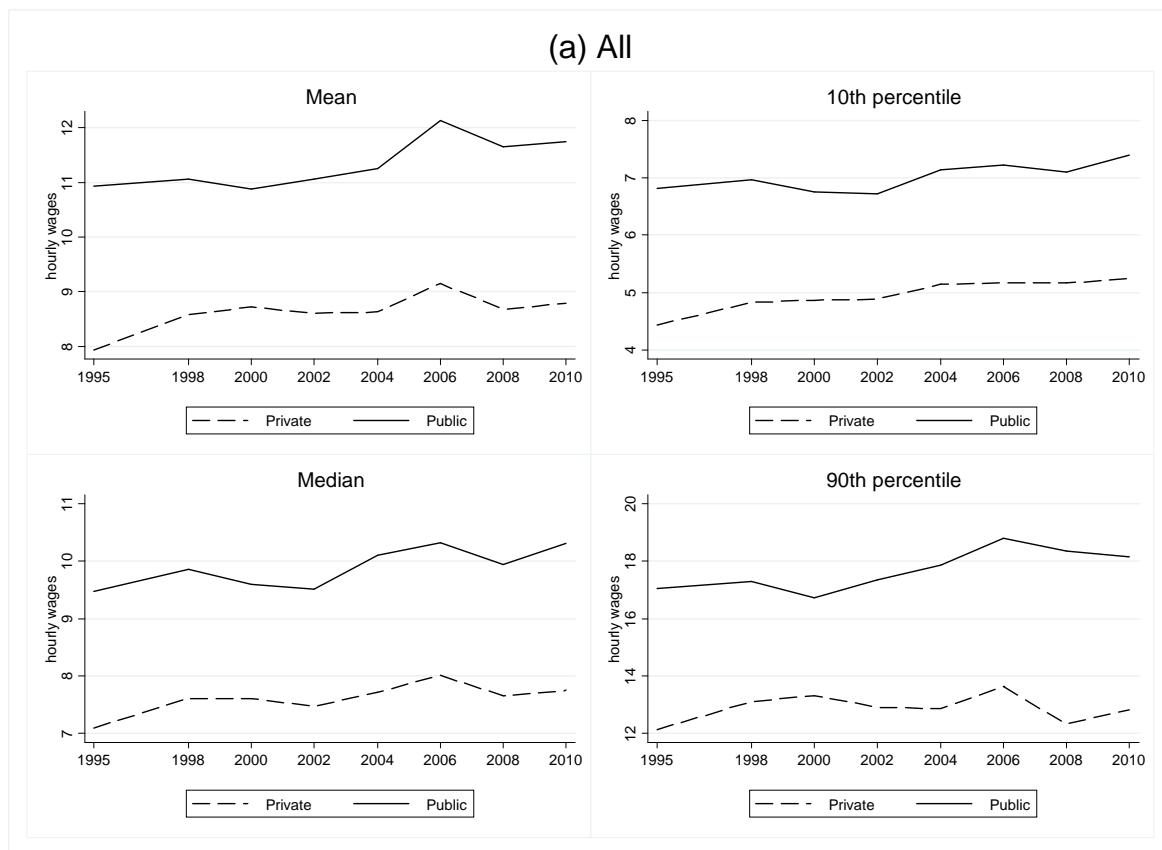 (a) All
Mean
hourly wages
12
11
10
9
8
1995 1998 2000 2002 2004 2006 2008 2010
Private Public
10th percentile
hourly wages
8
7
6
5
4
1995 1998 2000 2002 2004 2006 2008 2010
Private Public
Median
hourly wages
11
10
9
8
7
1995 1998 2000 2002 2004 2006 2008 2010
Private Public
90th percentile
hourly wages
20
18
16
14
12
1995 1998 2000 2002 2004 2006 2008 2010
Private Public